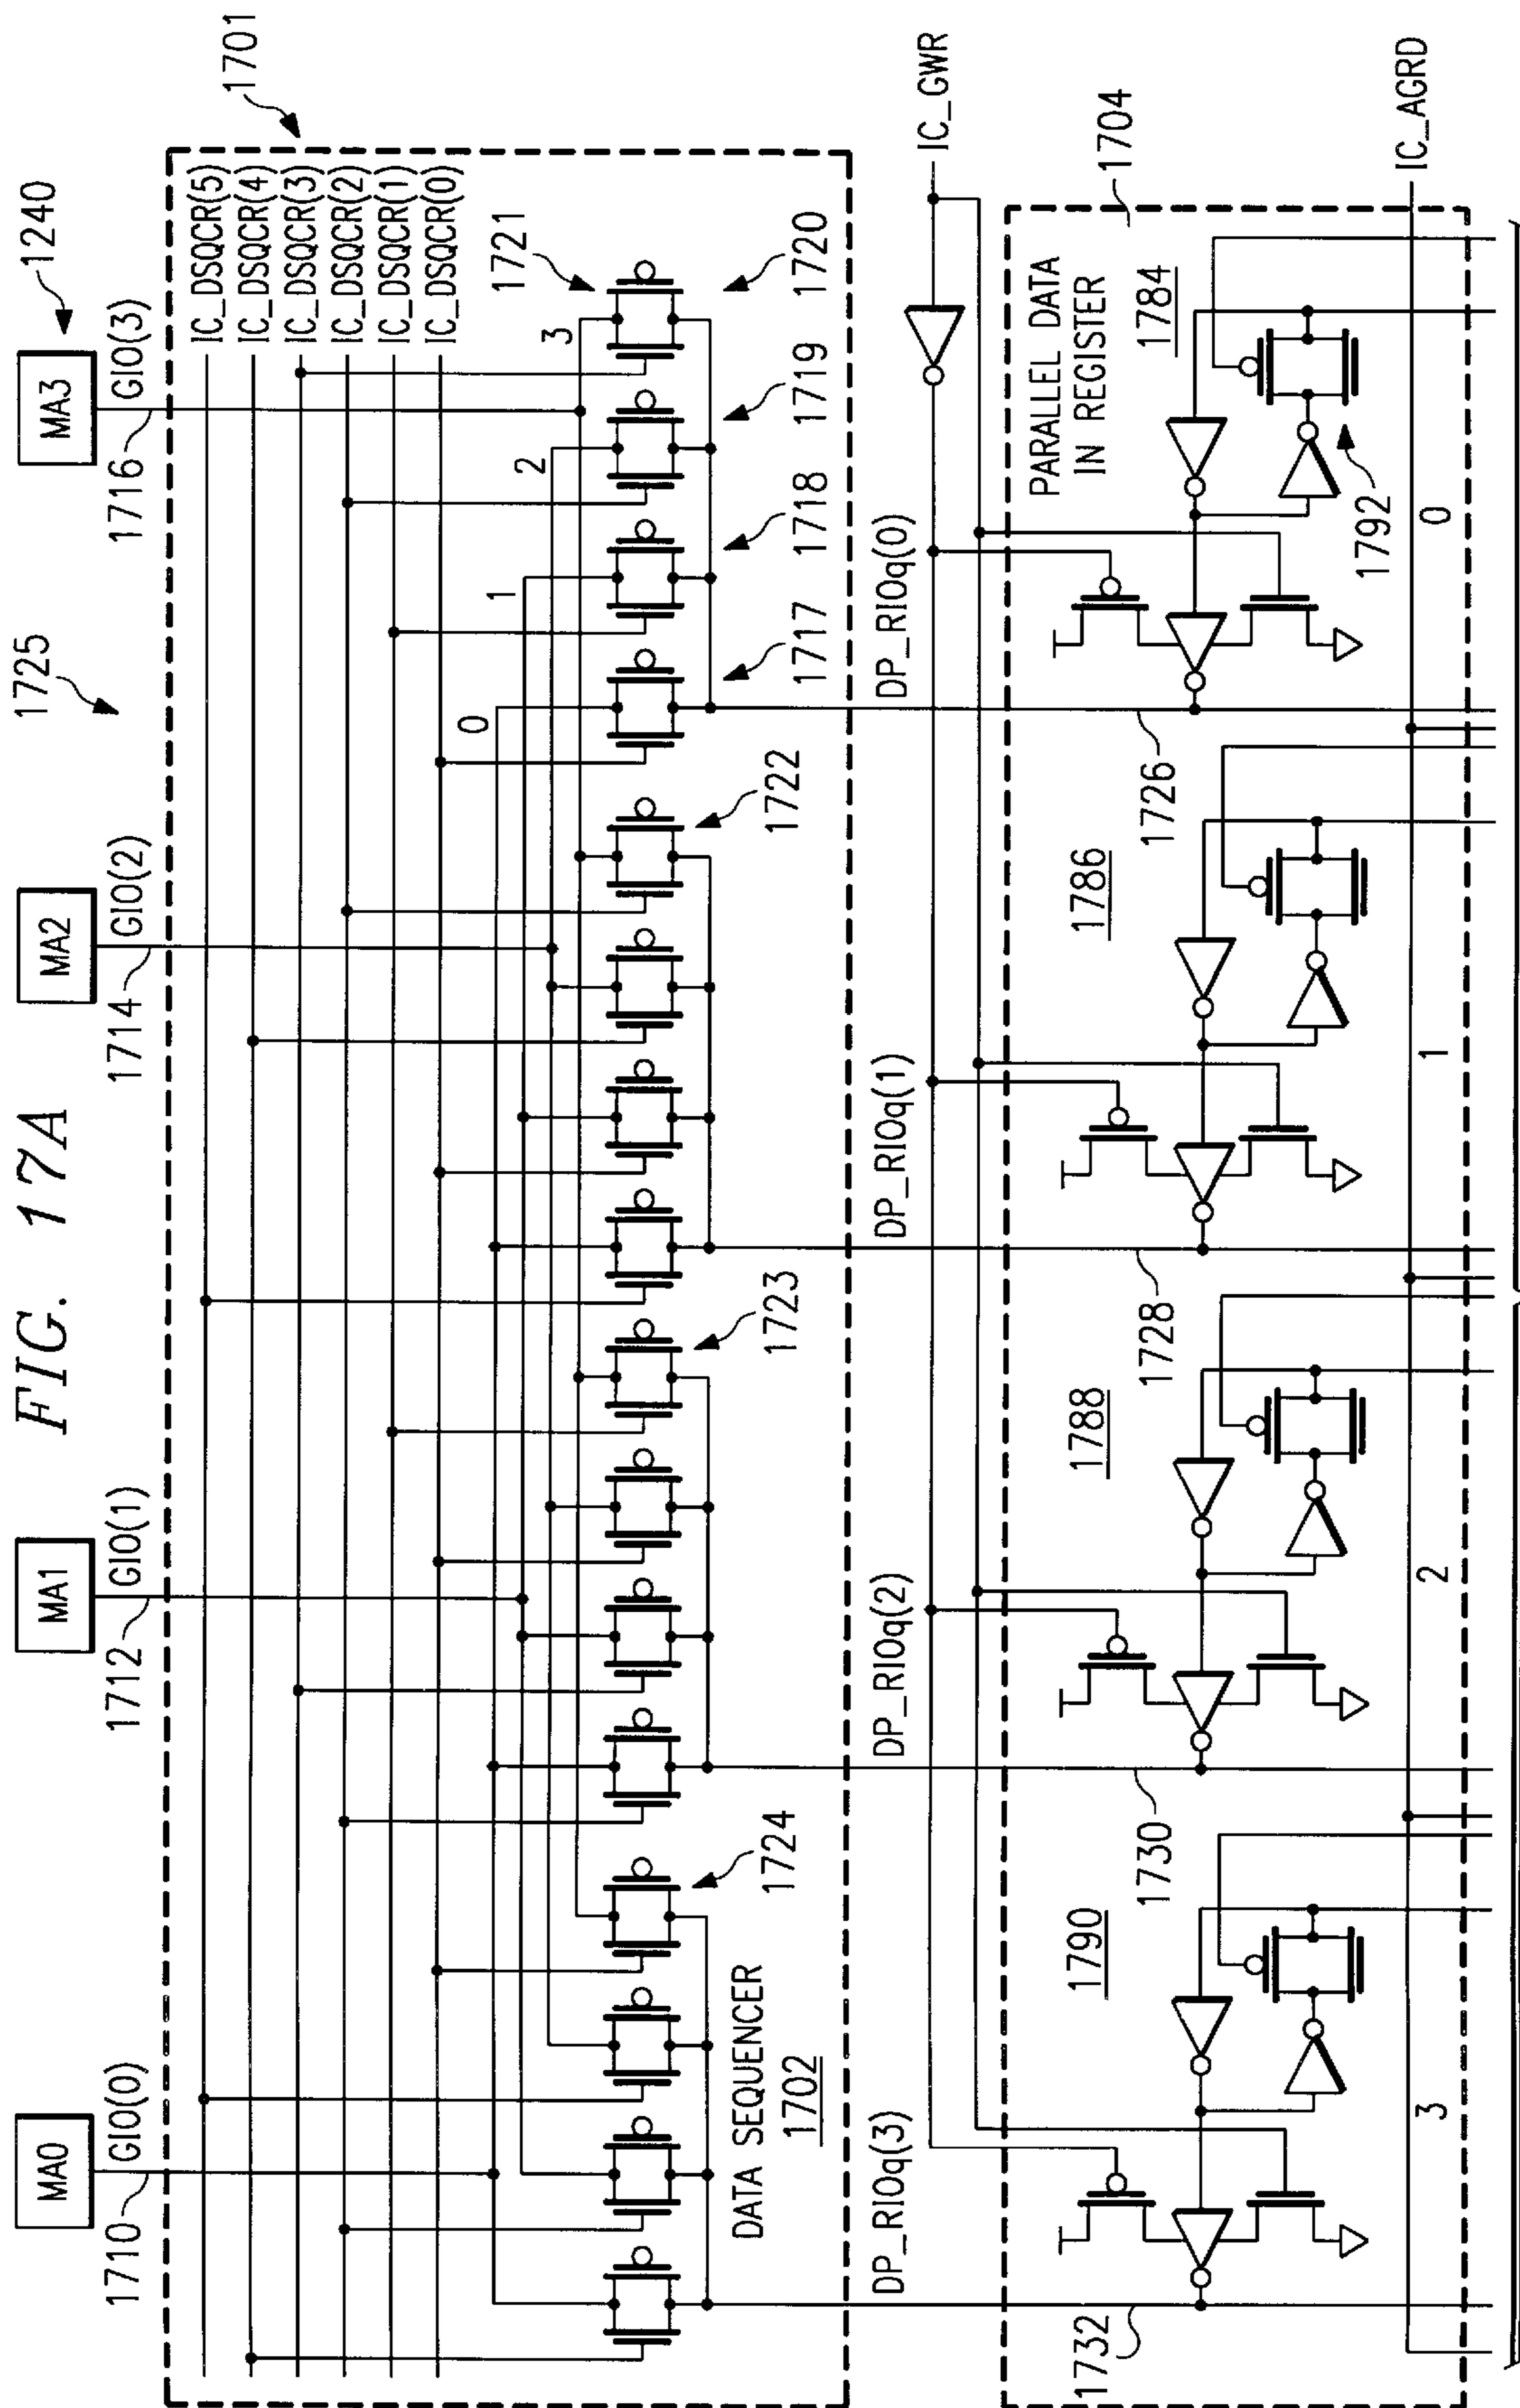 FIG. 17A
MA0
MA1
MA2
MA3
1240
1710
GIO(0)
1712
GIO(1)
1714
GIO(2)
1716
GIO(3)
1725
1701
IC_DSQCR(5)
IC_DSQCR(4)
IC_DSQCR(3)
IC_DSQCR(2)
IC_DSQCR(1)
IC_DSQCR(0)
0
1
2
3
1721
1724
1723
1722
1717
1718
1719
1720
DATA SEQUENCER
1702
DP_RIOq(3)
DP_RIOq(2)
DP_RIOq(1)
DP_RIOq(0)
IC_GWR
1704
PARALLEL DATA
IN REGISTER
1790
1788
1786
1784
1732
1730
1728
1726
1792
3
2
1
0
IC_AGRD